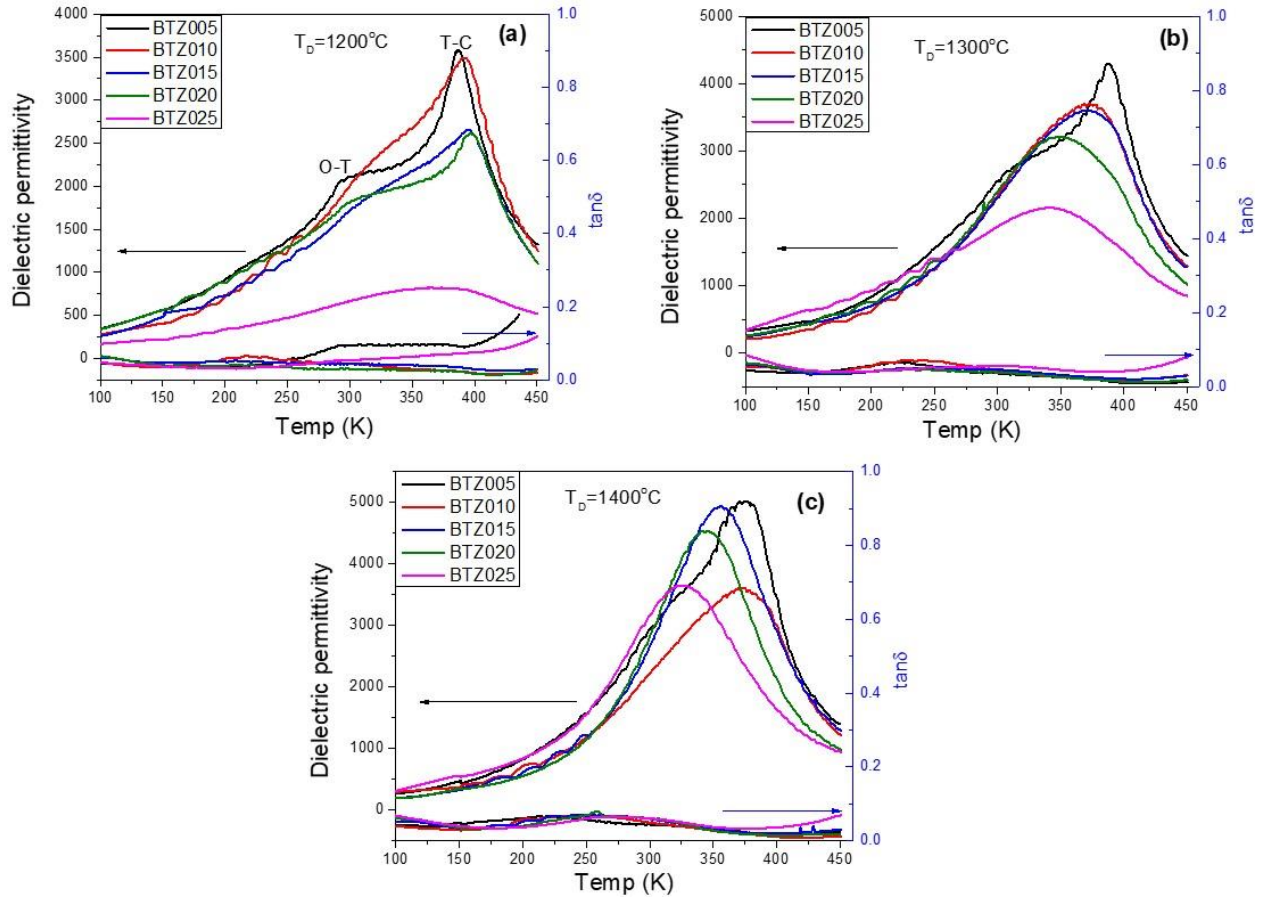 BTZ005
BTZ010
BTZ015
BTZ020
BTZ025
T_D=1200°C
(a)
T-C
O-T
4000
3500
3000
2500
2000
1500
1000
500
0
Dielectric permittivity
1.0
0.8
0.6
0.4
0.2
0.0
tanδ
100 150 200 250 300 350 400 450
Temp (K)
BTZ005
BTZ010
BTZ015
BTZ020
BTZ025
T_D=1300°C
(b)
5000
4000
3000
2000
1000
0
Dielectric permittivity
1.0
0.8
0.6
0.4
0.2
0.0
tanδ
100 150 200 250 300 350 400 450
Temp (K)
BTZ005
BTZ010
BTZ015
BTZ020
BTZ025
T_D=1400°C
(c)
5000
4000
3000
2000
1000
0
Dielectric permittivity
1.0
0.8
0.6
0.4
0.2
0.0
tanδ
100 150 200 250 300 350 400 450
Temp (K)